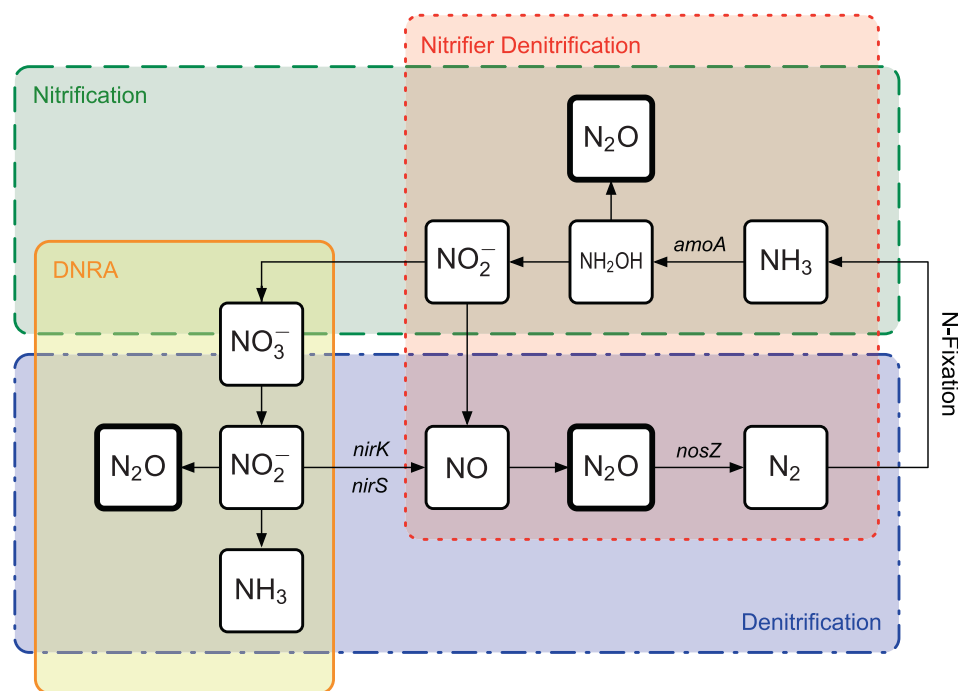 Nitrifier Denitrification
Nitrification
N₂O
DNRA
NO₂⁻
NH₂OH
amoA
NH₃
NO₃⁻
N-Fixation
N₂O
NO₂⁻
nirK
nirS
NO
N₂O
nosZ
N₂
NH₃
Denitrification